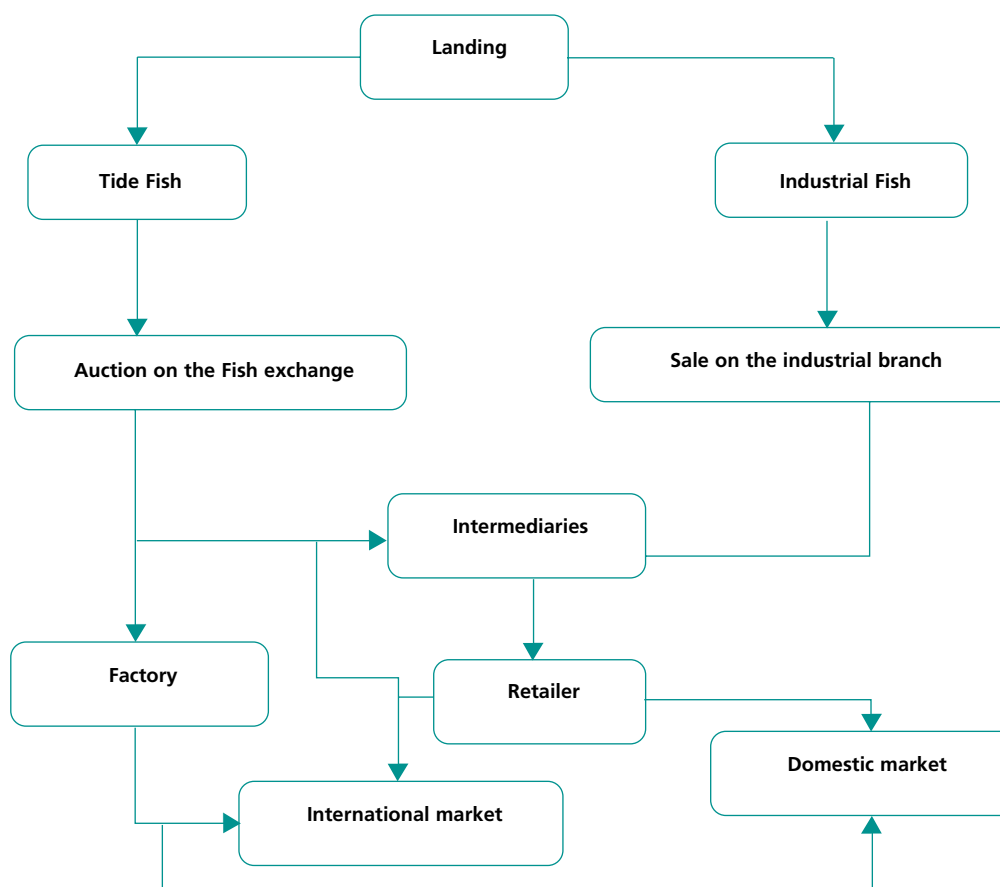 Landing
Tide Fish
Industrial Fish
Auction on the Fish exchange
Sale on the industrial branch
Intermediaries
Factory
Retailer
Domestic market
International market